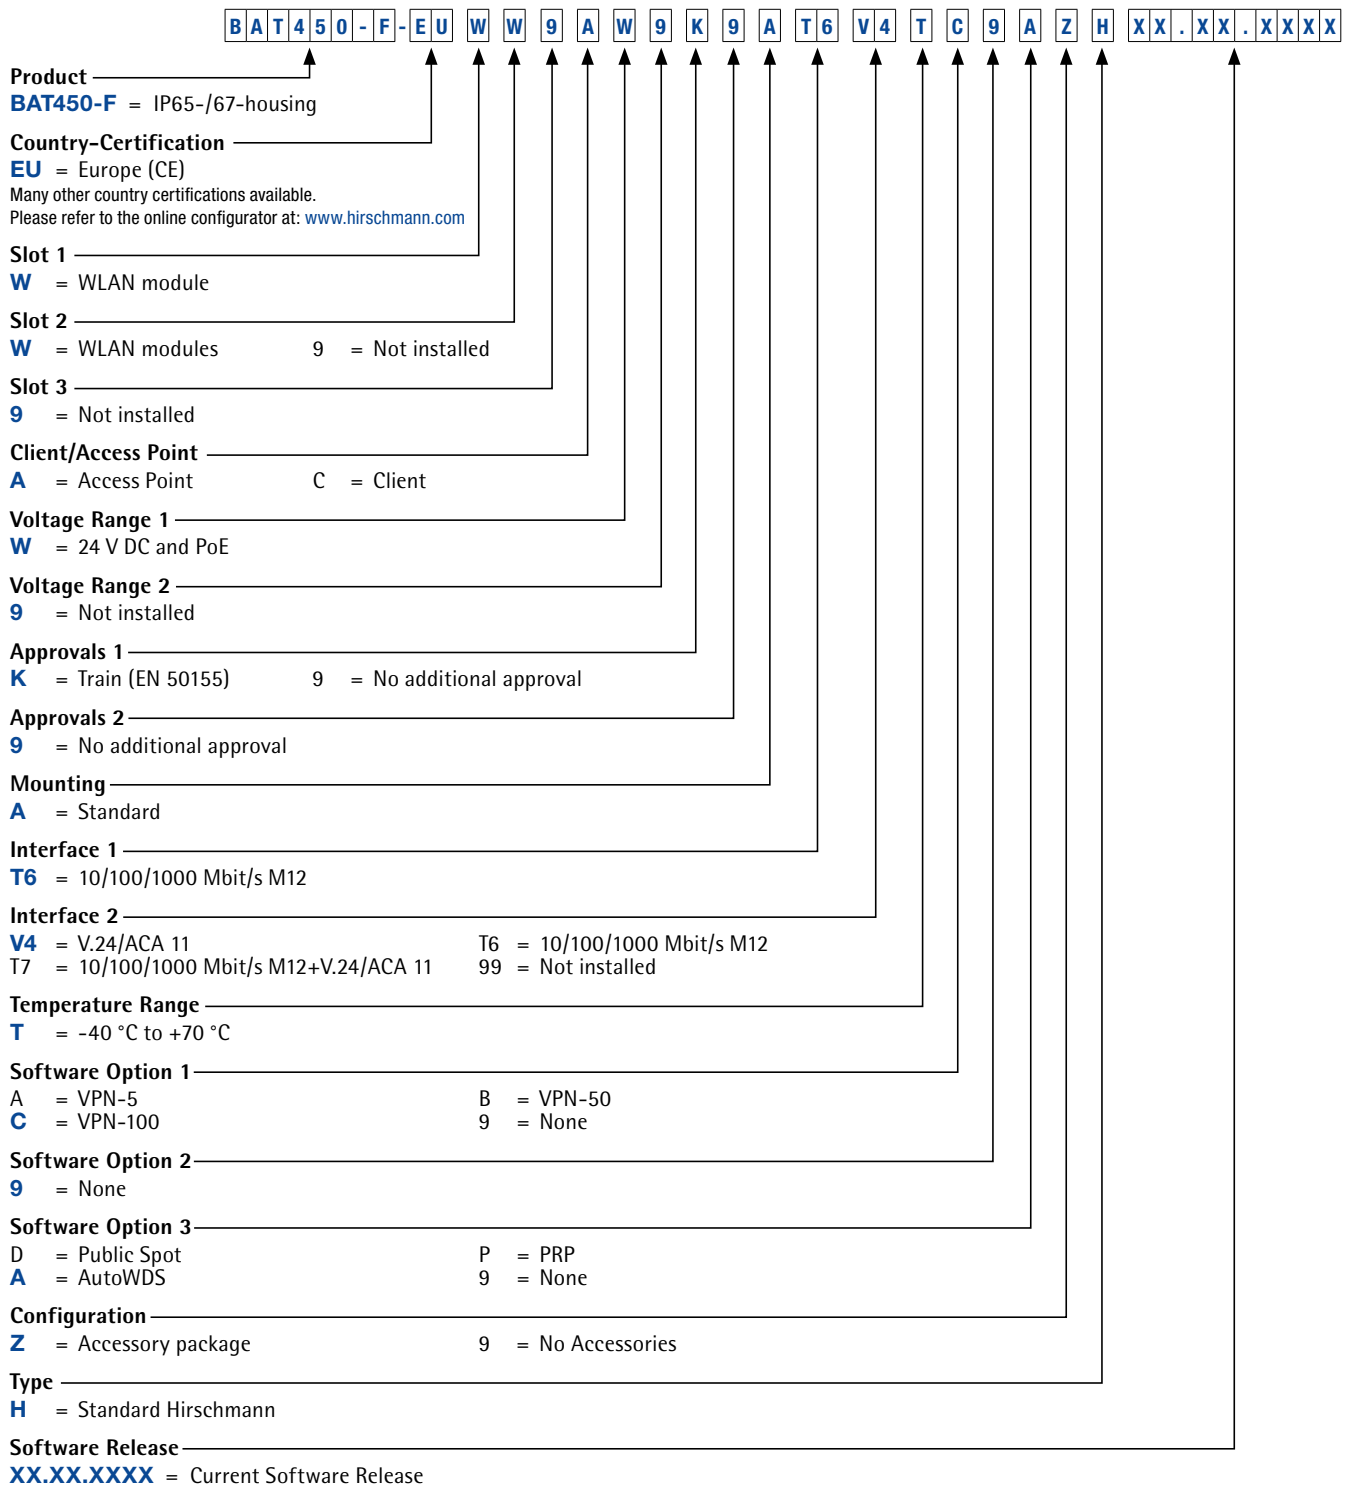 BAT450-F-EU W W 9 A W 9 K 9 A T6 V4 T C 9 A Z H XX.XX.XXXX
Product
BAT450-F = IP65-/67-housing
Country-Certification
EU = Europe (CE)
Many other country certifications available.
Please refer to the online configurator at: www.hirschmann.com
Slot 1
W = WLAN module
Slot 2
W = WLAN modules 9 = Not installed
Slot 3
9 = Not installed
Client/Access Point
A = Access Point C = Client
Voltage Range 1
W = 24 V DC and PoE
Voltage Range 2
9 = Not installed
Approvals 1
K = Train (EN 50155) 9 = No additional approval
Approvals 2
9 = No additional approval
Mounting
A = Standard
Interface 1
T6 = 10/100/1000 Mbit/s M12
Interface 2
V4 = V.24/ACA 11 T6 = 10/100/1000 Mbit/s M12
T7 = 10/100/1000 Mbit/s M12+V.24/ACA 11 99 = Not installed
Temperature Range
T = -40 °C to +70 °C
Software Option 1
A = VPN-5 B = VPN-50
C = VPN-100 9 = None
Software Option 2
9 = None
Software Option 3
D = Public Spot P = PRP
A = AutoWDS 9 = None
Configuration
Z = Accessory package 9 = No Accessories
Type
H = Standard Hirschmann
Software Release
XX.XX.XXXX = Current Software Release